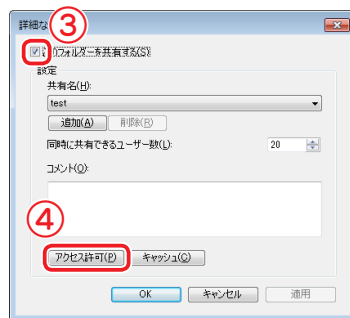 詳細な
③
フォルダーを共有する(S)
設定
共有名(H):
test
追加(A) 削除(R)
同時に共有できるユーザー数(L): 20
コメント(O):
④
アクセス許可(P) キャッシュ(C)
OK キャンセル 適用